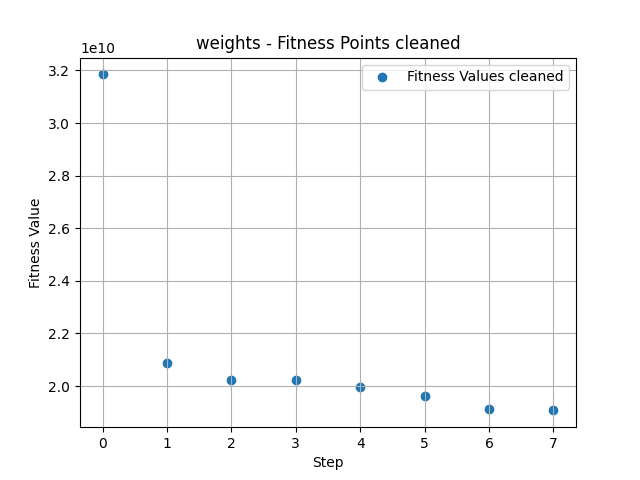 weights - Fitness Points cleaned
1e10
Fitness Values cleaned
3.2
3.0
2.8
2.6
2.4
2.2
2.0
Fitness Value
0 1 2 3 4 5 6 7
Step